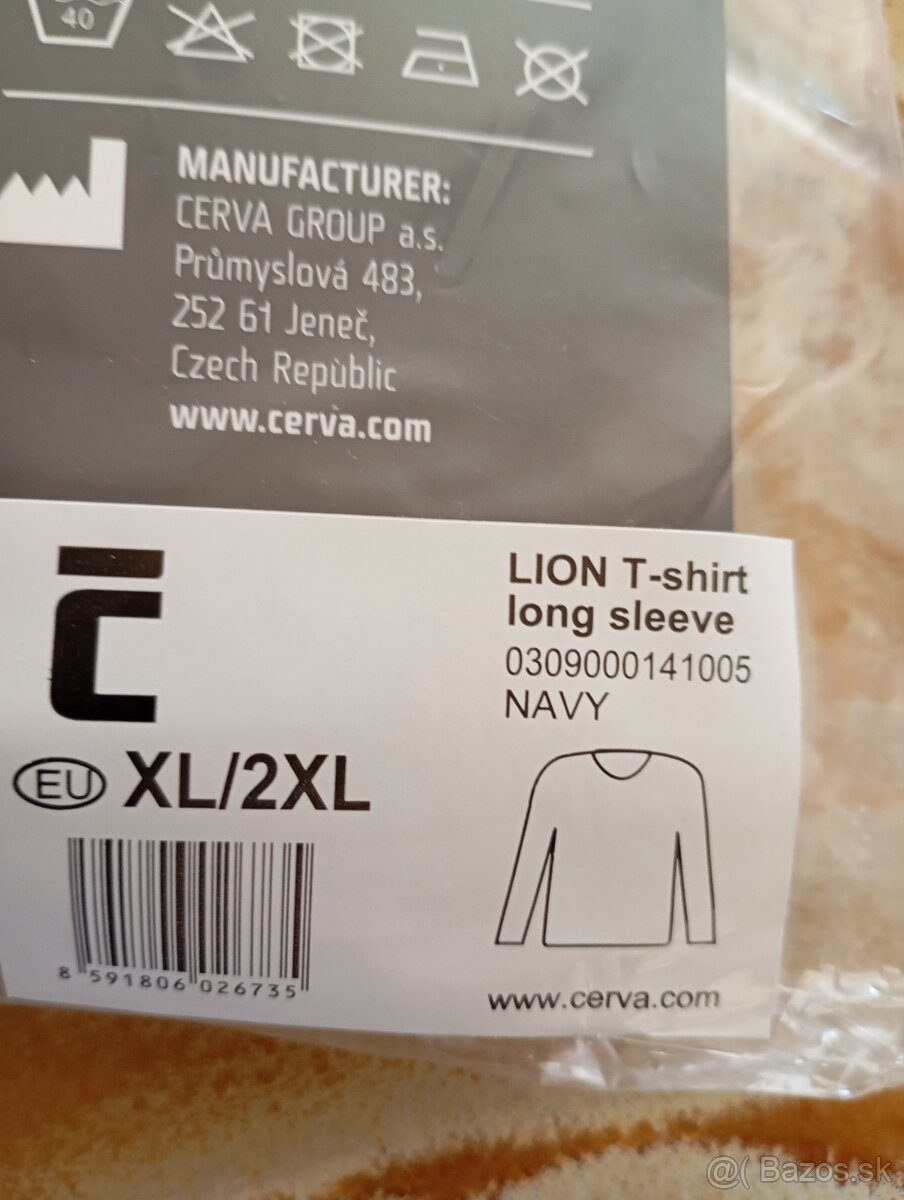 40
MANUFACTURER:
CERVA GROUP a.s.
Průmyslová 483,
252 61 Jeneč,
Czech Republic
www.cerva.com
LION T-shirt
long sleeve
0309000141005
NAVY
EU XL/2XL
8 591806 026735
www.cerva.com
@( Bazos.sk